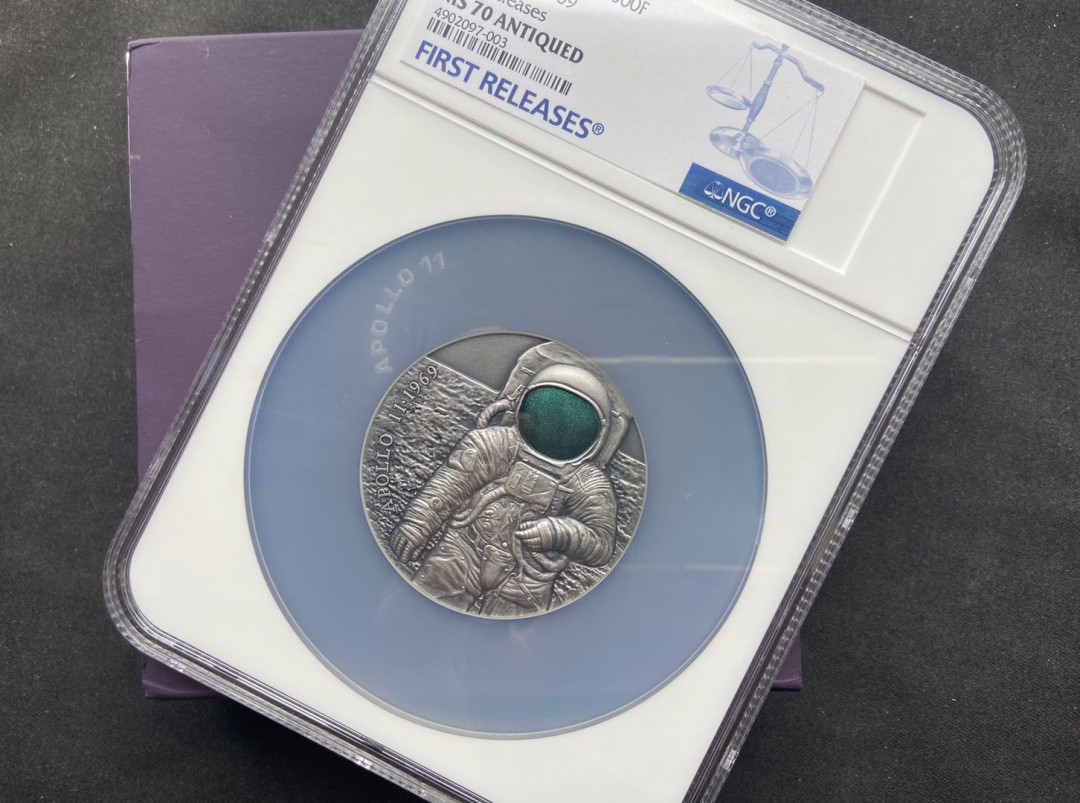 MS 70 ANTIQUED
4902097-003
FIRST RELEASES®
NGC®
APOLLO 11
APOLLO 11·1969